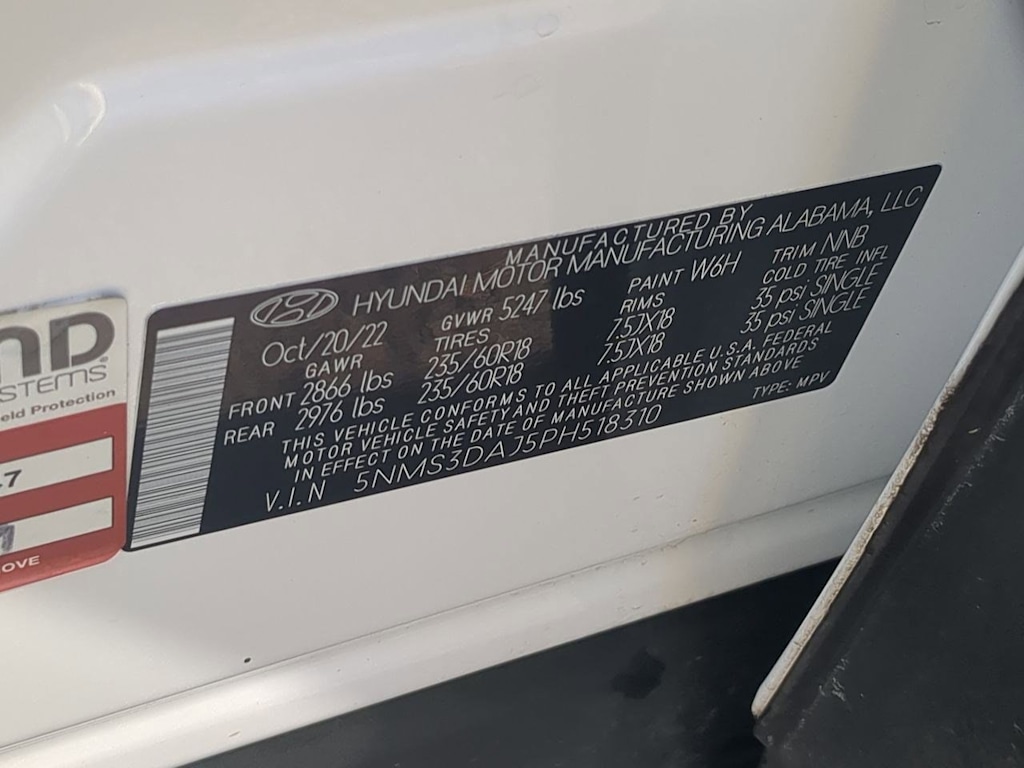 MANUFACTURED BY
HYUNDAI MOTOR MANUFACTURING ALABAMA, LLC
Oct/20/22 GVWR 5247 lbs PAINT W6H TRIM NNB
GAWR TIRES RIMS COLD TIRE INFL
FRONT 2866 lbs 235/60R18 7.5JX18 35 psi SINGLE
REAR 2976 lbs 235/60R18 7.5JX18 35 psi SINGLE
THIS VEHICLE CONFORMS TO ALL APPLICABLE U.S.A. FEDERAL
MOTOR VEHICLE SAFETY AND THEFT PREVENTION STANDARDS
IN EFFECT ON THE DATE OF MANUFACTURE SHOWN ABOVE
V.I.N 5NMS3DAJ5PH518310 TYPE: MPV
ND
STEMS
eld Protection
7
OVE